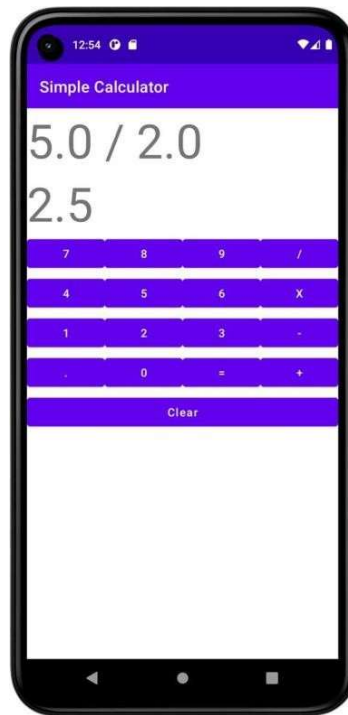 12:54
Simple Calculator
5.0 / 2.0
2.5
7 8 9 /
4 5 6 X
1 2 3 -
. 0 = +
Clear